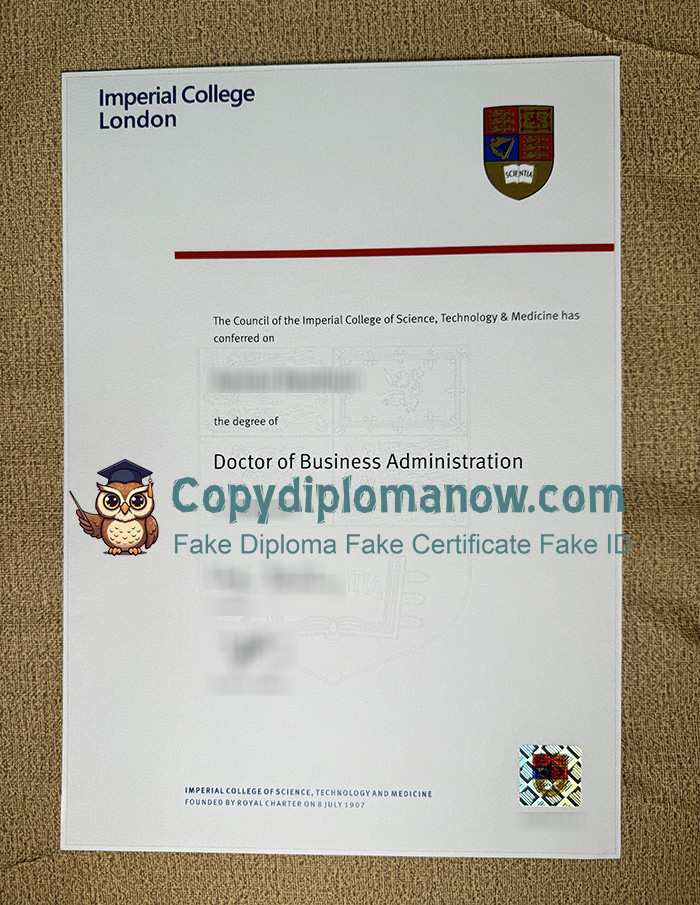 Imperial College
London
SCIENTIA
The Council of the Imperial College of Science, Technology & Medicine has
conferred on
the degree of
Doctor of Business Administration
Copydiplomanow.com
Fake Diploma Fake Certificate Fake ID
IMPERIAL COLLEGE OF SCIENCE, TECHNOLOGY AND MEDICINE
FOUNDED BY ROYAL CHARTER ON 8 JULY 1907